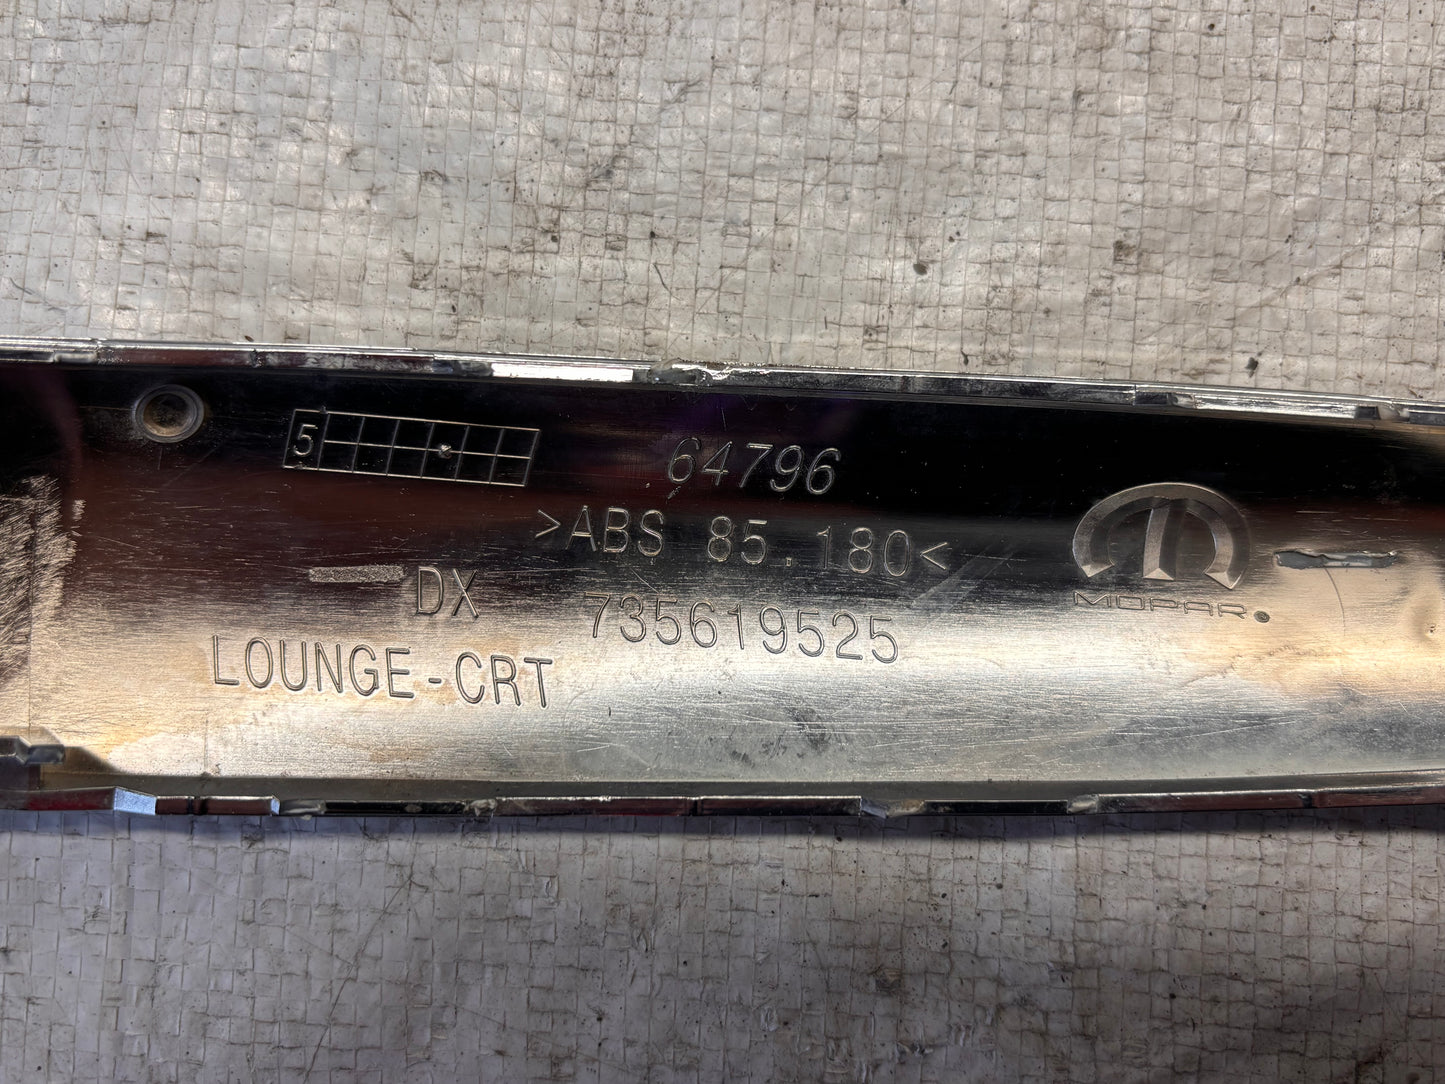 5
64796
>ABS 85.180<
DX 735619525
LOUNGE-CRT
MOPAR®